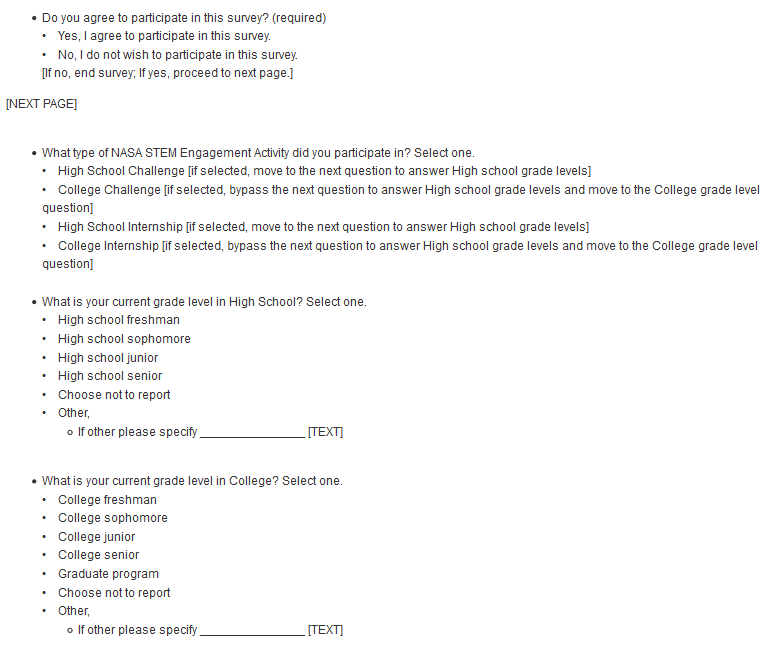 • Do you agree to participate in this survey? (required)
• Yes, I agree to participate in this survey.
• No, I do not wish to participate in this survey.
[If no, end survey; If yes, proceed to next page.]
[NEXT PAGE]
• What type of NASA STEM Engagement Activity did you participate in? Select one.
• High School Challenge [if selected, move to the next question to answer High school grade levels]
• College Challenge [if selected, bypass the next question to answer High school grade levels and move to the College grade level
question]
• High School Internship [if selected, move to the next question to answer High school grade levels]
• College Internship [if selected, bypass the next question to answer High school grade levels and move to the College grade level
question]
• What is your current grade level in High School? Select one.
• High school freshman
• High school sophomore
• High school junior
• High school senior
• Choose not to report
• Other,
o If other please specify ________________ [TEXT]
• What is your current grade level in College? Select one.
• College freshman
• College sophomore
• College junior
• College senior
• Graduate program
• Choose not to report
• Other,
o If other please specify ________________ [TEXT]